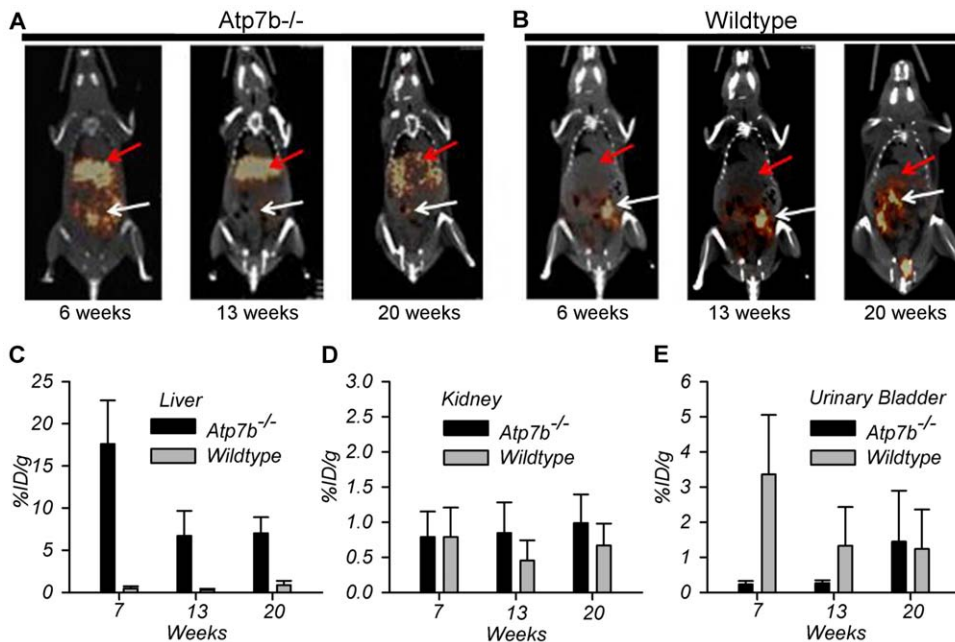 A Atp7b-/- B Wildtype
6 weeks 13 weeks 20 weeks 6 weeks 13 weeks 20 weeks
C
Liver
Atp7b-/-
Wildtype
%ID/g
25
20
15
10
5
0
7 13 20
Weeks
D
Kidney
Atp7b-/-
Wildtype
%ID/g
3.0
2.5
2.0
1.5
1.0
0.5
0.0
7 13 20
Weeks
E
Urinary Bladder
Atp7b-/-
Wildtype
%ID/g
6
5
4
3
2
1
0
7 13 20
Weeks